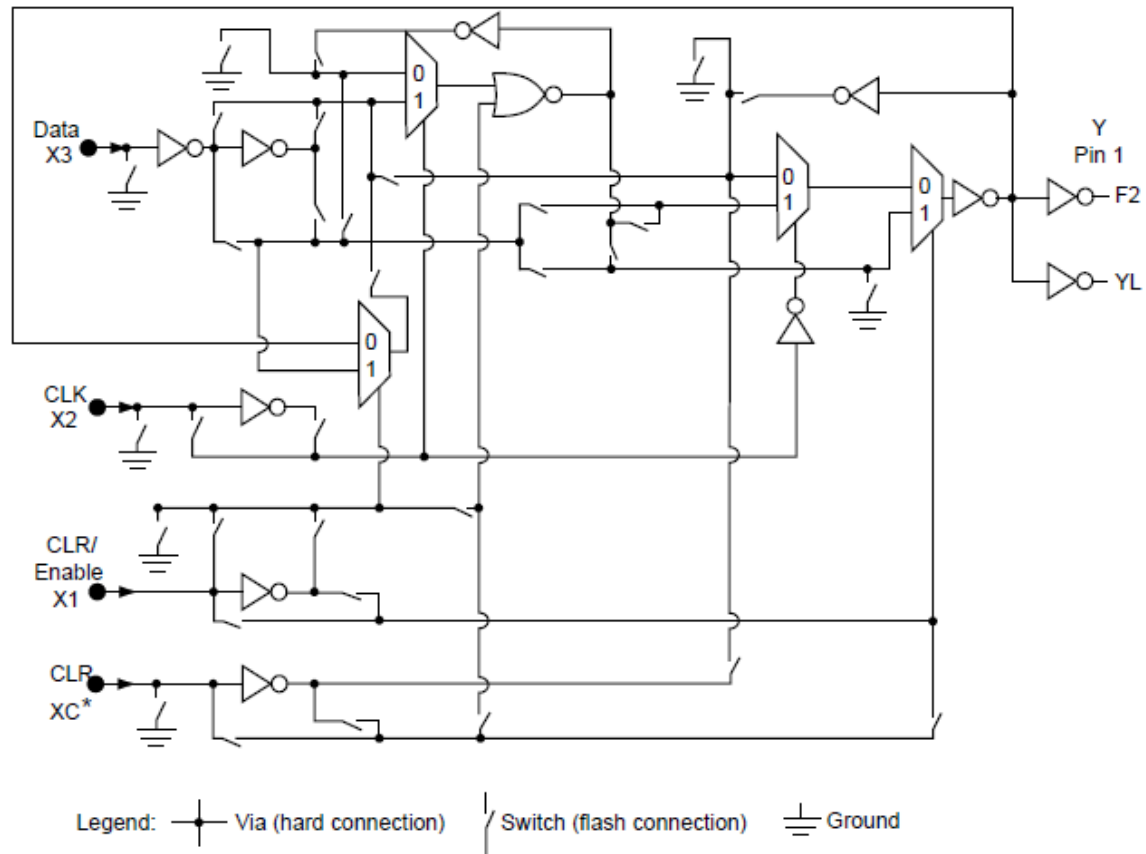 0
1
Data
X3
Y
Pin 1
0
1
0
1
F2
YL
0
1
CLK
X2
CLR/
Enable
X1
CLR
XC*
Legend: Via (hard connection) Switch (flash connection) Ground